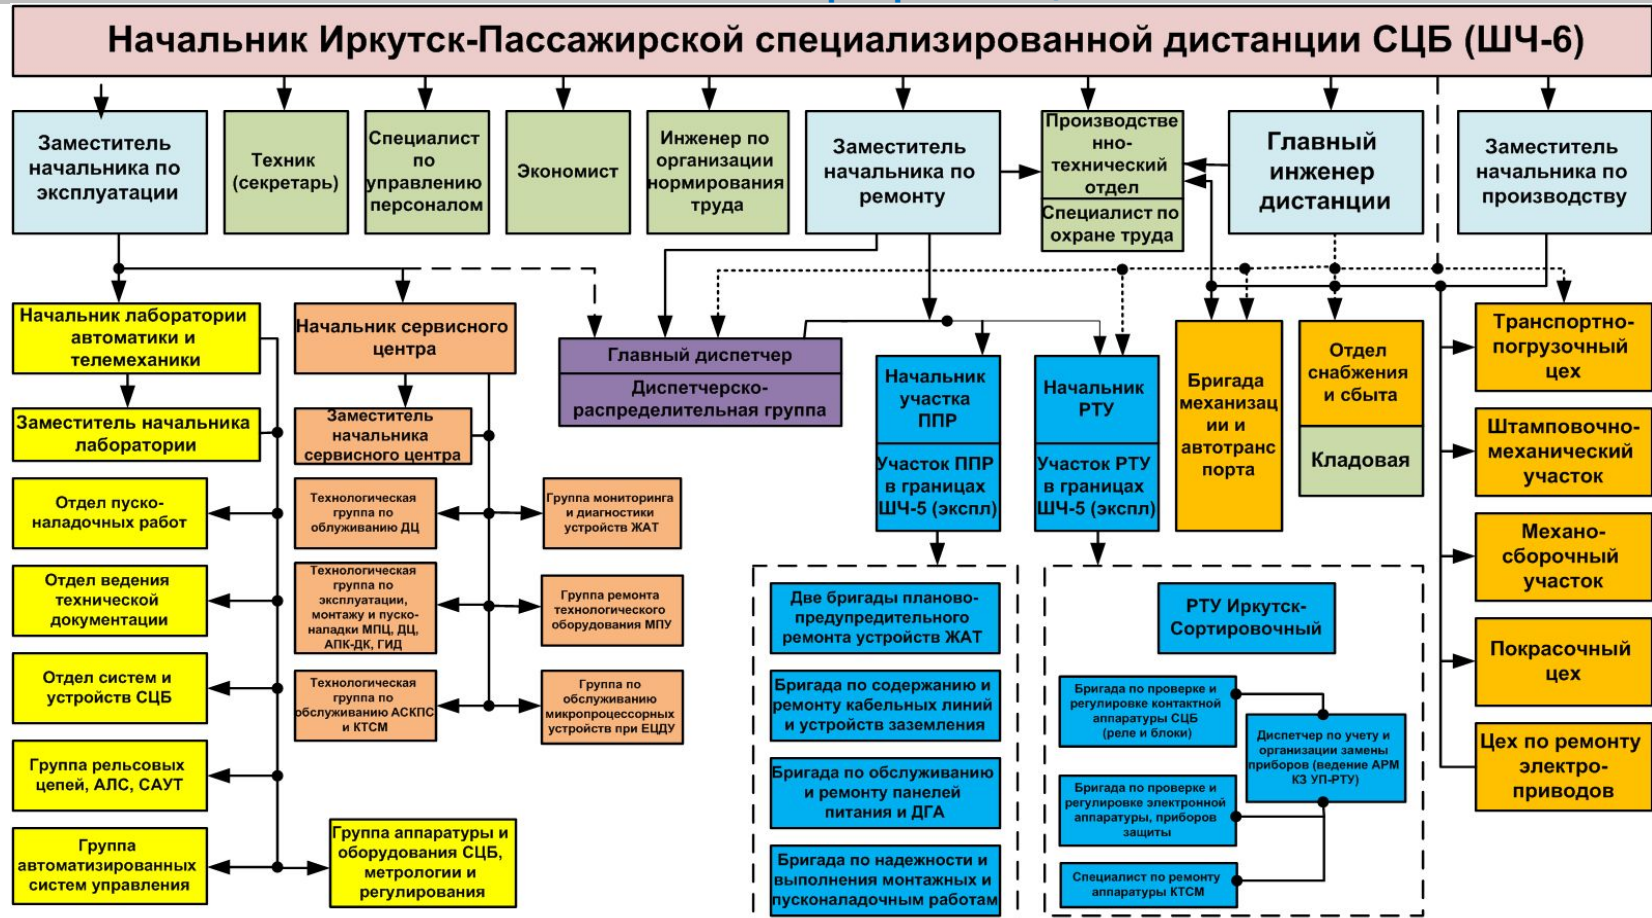 Начальник Иркутск-Пассажирской специализированной дистанции СЦБ (ШЧ-6)
Заместитель
начальника по
эксплуатации
Техник
(секретарь)
Специалист
по
управлению
персоналом
Экономист
Инженер по
организации
нормирования
труда
Заместитель
начальника по
ремонту
Производстве
нно-
технический
отдел
Специалист по
охране труда
Главный
инженер
дистанции
Заместитель
начальника по
производству
Начальник лаборатории
автоматики и
телемеханики
Заместитель начальника
лаборатории
Отдел пуско-
наладочных работ
Отдел ведения
технической
документации
Отдел систем и
устройств СЦБ
Группа рельсовых
цепей, АЛС, САУТ
Группа
автоматизированных
систем управления
Группа аппаратуры и
оборудования СЦБ,
метрологии и
регулирования
Начальник сервисного
центра
Заместитель
начальника
сервисного центра
Технологическая
группа по
облуживанию ДЦ
Группа мониторинга
и диагностики
устройств ЖАТ
Технологическая
группа по
эксплуатации,
монтажу и пуско-
наладки МПЦ, ДЦ,
АПК-ДК, ГИД
Группа ремонта
технологического
оборудования МПУ
Технологическая
группа по
обслуживанию АСКПС
и КТСМ
Группа по
обслуживанию
микропроцессорных
устройств при ЕЦДУ
Главный диспетчер
Диспетчерско-
распределительная группа
Начальник
участка
ППР
Участок ППР
в границах
ШЧ-5 (экспл)
Две бригады планово-
предупредительного
ремонта устройств ЖАТ
Бригада по содержанию и
ремонту кабельных линий
и устройств заземления
Бригада по обслуживанию
и ремонту панелей
питания и ДГА
Бригада по надежности и
выполнения монтажных и
пусконаладочным работам
Начальник
РТУ
Участок РТУ
в границах
ШЧ-5 (экспл)
РТУ Иркутск-
Сортировочный
Бригада по проверке и
регулировке контактной
аппаратуры СЦБ
(реле и блоки)
Диспетчер по учету и
организации замены
приборов (ведение АРМ
КЗ УП-РТУ)
Бригада по проверке и
регулировке электронной
аппаратуры, приборов
защиты
Специалист по ремонту
аппаратуры КТСМ
Бригада
механизац
ии и
автотранс
порта
Отдел
снабжения
и сбыта
Кладовая
Транспортно-
погрузочный
цех
Штамповочно-
механический
участок
Механо-
сборочный
участок
Покрасочный
цех
Цех по ремонту
электро-
приводов